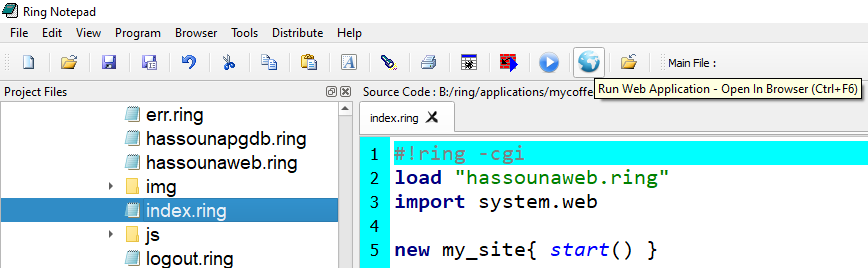 Ring Notepad
File Edit View Program Browser Tools Distribute Help
Main File :
Run Web Application - Open In Browser (Ctrl+F6)
Project Files
err.ring
hassounapgdb.ring
hassounaweb.ring
img
index.ring
js
logout.ring
Source Code : B:/ring/applications/mycoffe
index.ring
1 #!ring -cgi
2 load "hassounaweb.ring"
3 import system.web
4
5 new my_site{ start() }